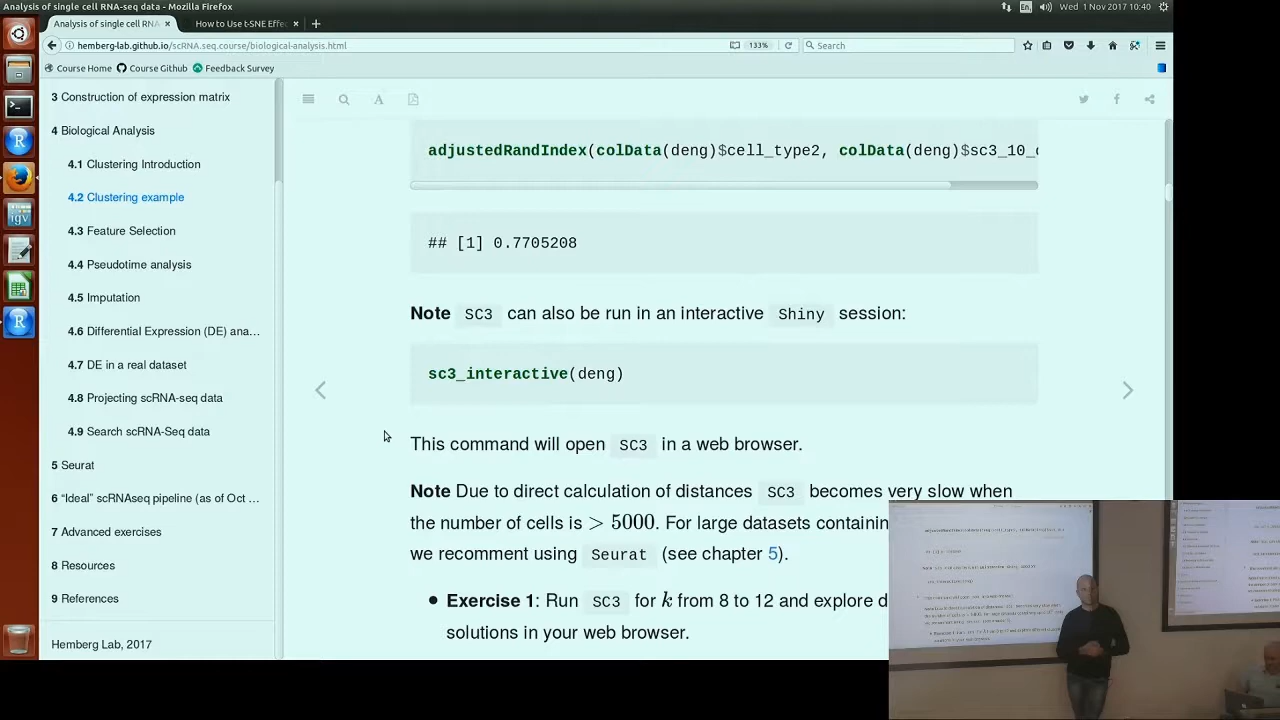 Analysis of single cell RNA-seq data - Mozilla Firefox
En
Wed 1 Nov 2017 10:40
Analysis of single cell RNA- ×
How to Use t-SNE Effec ×
hemberg-lab.github.io/scRNA.seq.course/biological-analysis.html
133%
Search
Course Home Course Github Feedback Survey
3 Construction of expression matrix
4 Biological Analysis
4.1 Clustering Introduction
4.2 Clustering example
4.3 Feature Selection
4.4 Pseudotime analysis
4.5 Imputation
4.6 Differential Expression (DE) ana…
4.7 DE in a real dataset
4.8 Projecting scRNA-seq data
4.9 Search scRNA-Seq data
5 Seurat
6 “Ideal” scRNAseq pipeline (as of Oct …
7 Advanced exercises
8 Resources
9 References
Hemberg Lab, 2017
adjustedRandIndex(colData(deng)$cell_type2, colData(deng)$sc3_10_
## [1] 0.7705208
Note SC3 can also be run in an interactive Shiny session:
sc3_interactive(deng)
This command will open SC3 in a web browser.
Note Due to direct calculation of distances SC3 becomes very slow when
the number of cells is > 5000. For large datasets containin
we recomment using Seurat (see chapter 5).
• Exercise 1: Run SC3 for k from 8 to 12 and explore d
solutions in your web browser.